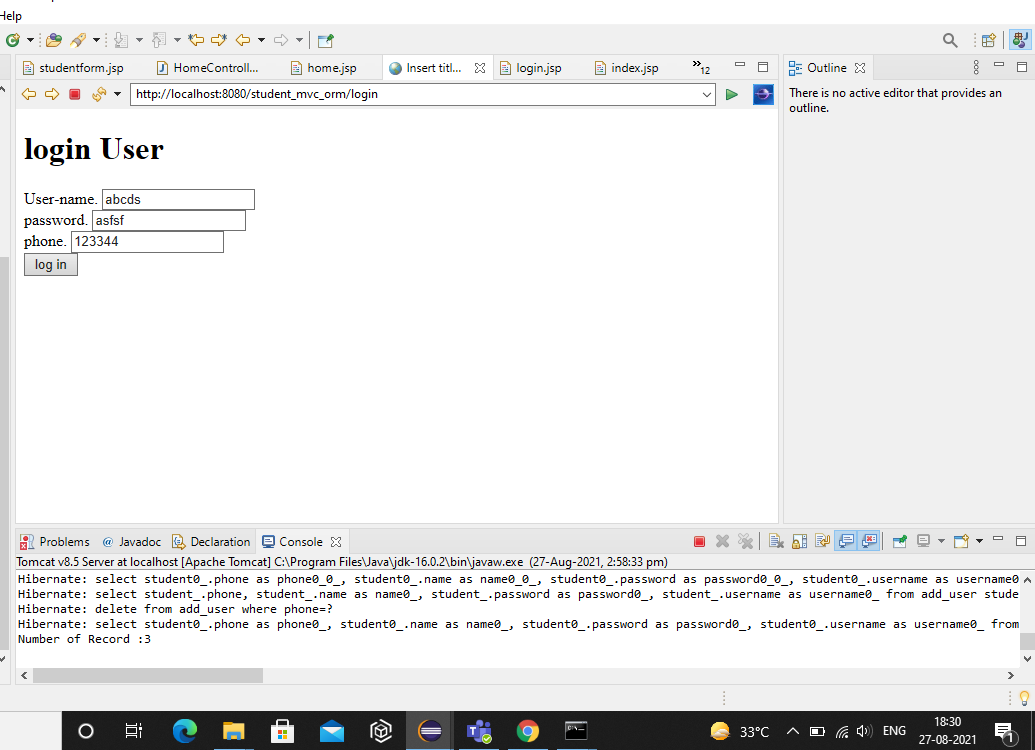 Help
studentform.jsp HomeControll... home.jsp Insert titl... login.jsp index.jsp »12 Outline
http://localhost:8080/student_mvc_orm/login
There is no active editor that provides an
outline.
login User
User-name. abcds
password. asfsf
phone. 123344
log in
Problems @ Javadoc Declaration Console
Tomcat v8.5 Server at localhost [Apache Tomcat] C:\Program Files\Java\jdk-16.0.2\bin\javaw.exe (27-Aug-2021, 2:58:33 pm)
Hibernate: select student0_.phone as phone0_0_, student0_.name as name0_0_, student0_.password as password0_0_, student0_.username as username0
Hibernate: select student_.phone, student_.name as name0_, student_.password as password0_, student_.username as username0_ from add_user stude
Hibernate: delete from add_user where phone=?
Hibernate: select student0_.phone as phone0_, student0_.name as name0_, student0_.password as password0_, student0_.username as username0_ from
Number of Record :3
33°C ENG 18:30
27-08-2021 1